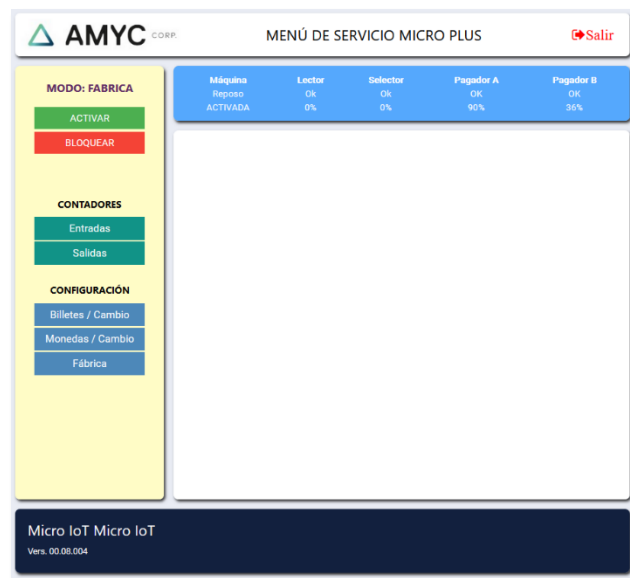 AMYC CORP.
MENÚ DE SERVICIO MICRO PLUS
Salir
MODO: FABRICA
ACTIVAR
BLOQUEAR
CONTADORES
Entradas
Salidas
CONFIGURACIÓN
Billetes / Cambio
Monedas / Cambio
Fábrica
Máquina Lector Selector Pagador A Pagador B
Reposo Ok Ok OK OK
ACTIVADA 0% 0% 90% 36%
Micro IoT Micro IoT
Vers. 00.08.004